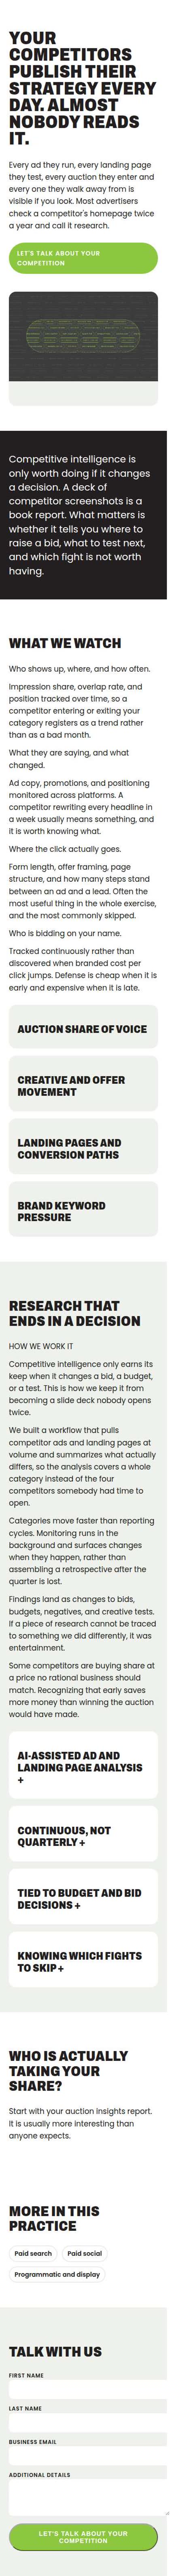 YOUR
COMPETITORS
PUBLISH THEIR
STRATEGY EVERY
DAY. ALMOST
NOBODY READS
IT.
Every ad they run, every landing page
they test, every auction they enter and
every one they walk away from is
visible if you look. Most advertisers
check a competitor's homepage twice
a year and call it research.
LET'S TALK ABOUT YOUR
COMPETITION
Competitive intelligence is
only worth doing if it changes
a decision. A deck of
competitor screenshots is a
book report. What matters is
whether it tells you where to
raise a bid, what to test next,
and which fight is not worth
having.
WHAT WE WATCH
Who shows up, where, and how often.
Impression share, overlap rate, and
position tracked over time, so a
competitor entering or exiting your
category registers as a trend rather
than as a bad month.
What they are saying, and what
changed.
Ad copy, promotions, and positioning
monitored across platforms. A
competitor rewriting every headline in
a week usually means something, and
it is worth knowing what.
Where the click actually goes.
Form length, offer framing, page
structure, and how many steps stand
between an ad and a lead. Often the
most useful thing in the whole exercise,
and the most commonly skipped.
Who is bidding on your name.
Tracked continuously rather than
discovered when branded cost per
click jumps. Defense is cheap when it is
early and expensive when it is late.
AUCTION SHARE OF VOICE
CREATIVE AND OFFER
MOVEMENT
LANDING PAGES AND
CONVERSION PATHS
BRAND KEYWORD
PRESSURE
RESEARCH THAT
ENDS IN A DECISION
HOW WE WORK IT
Competitive intelligence only earns its
keep when it changes a bid, a budget,
or a test. This is how we keep it from
becoming a slide deck nobody opens
twice.
We built a workflow that pulls
competitor ads and landing pages at
volume and summarizes what actually
differs, so the analysis covers a whole
category instead of the four
competitors somebody had time to
open.
Categories move faster than reporting
cycles. Monitoring runs in the
background and surfaces changes
when they happen, rather than
assembling a retrospective after the
quarter is lost.
Findings land as changes to bids,
budgets, negatives, and creative tests.
If a piece of research cannot be traced
to something we did differently, it was
entertainment.
Some competitors are buying share at
a price no rational business should
match. Recognizing that early saves
more money than winning the auction
would have made.
AI-ASSISTED AD AND
LANDING PAGE ANALYSIS
+
CONTINUOUS, NOT
QUARTERLY +
TIED TO BUDGET AND BID
DECISIONS +
KNOWING WHICH FIGHTS
TO SKIP +
WHO IS ACTUALLY
TAKING YOUR
SHARE?
Start with your auction insights report.
It is usually more interesting than
anyone expects.
MORE IN THIS
PRACTICE
Paid search
Paid social
Programmatic and display
TALK WITH US
FIRST NAME
LAST NAME
BUSINESS EMAIL
ADDITIONAL DETAILS
LET'S TALK ABOUT YOUR
COMPETITION